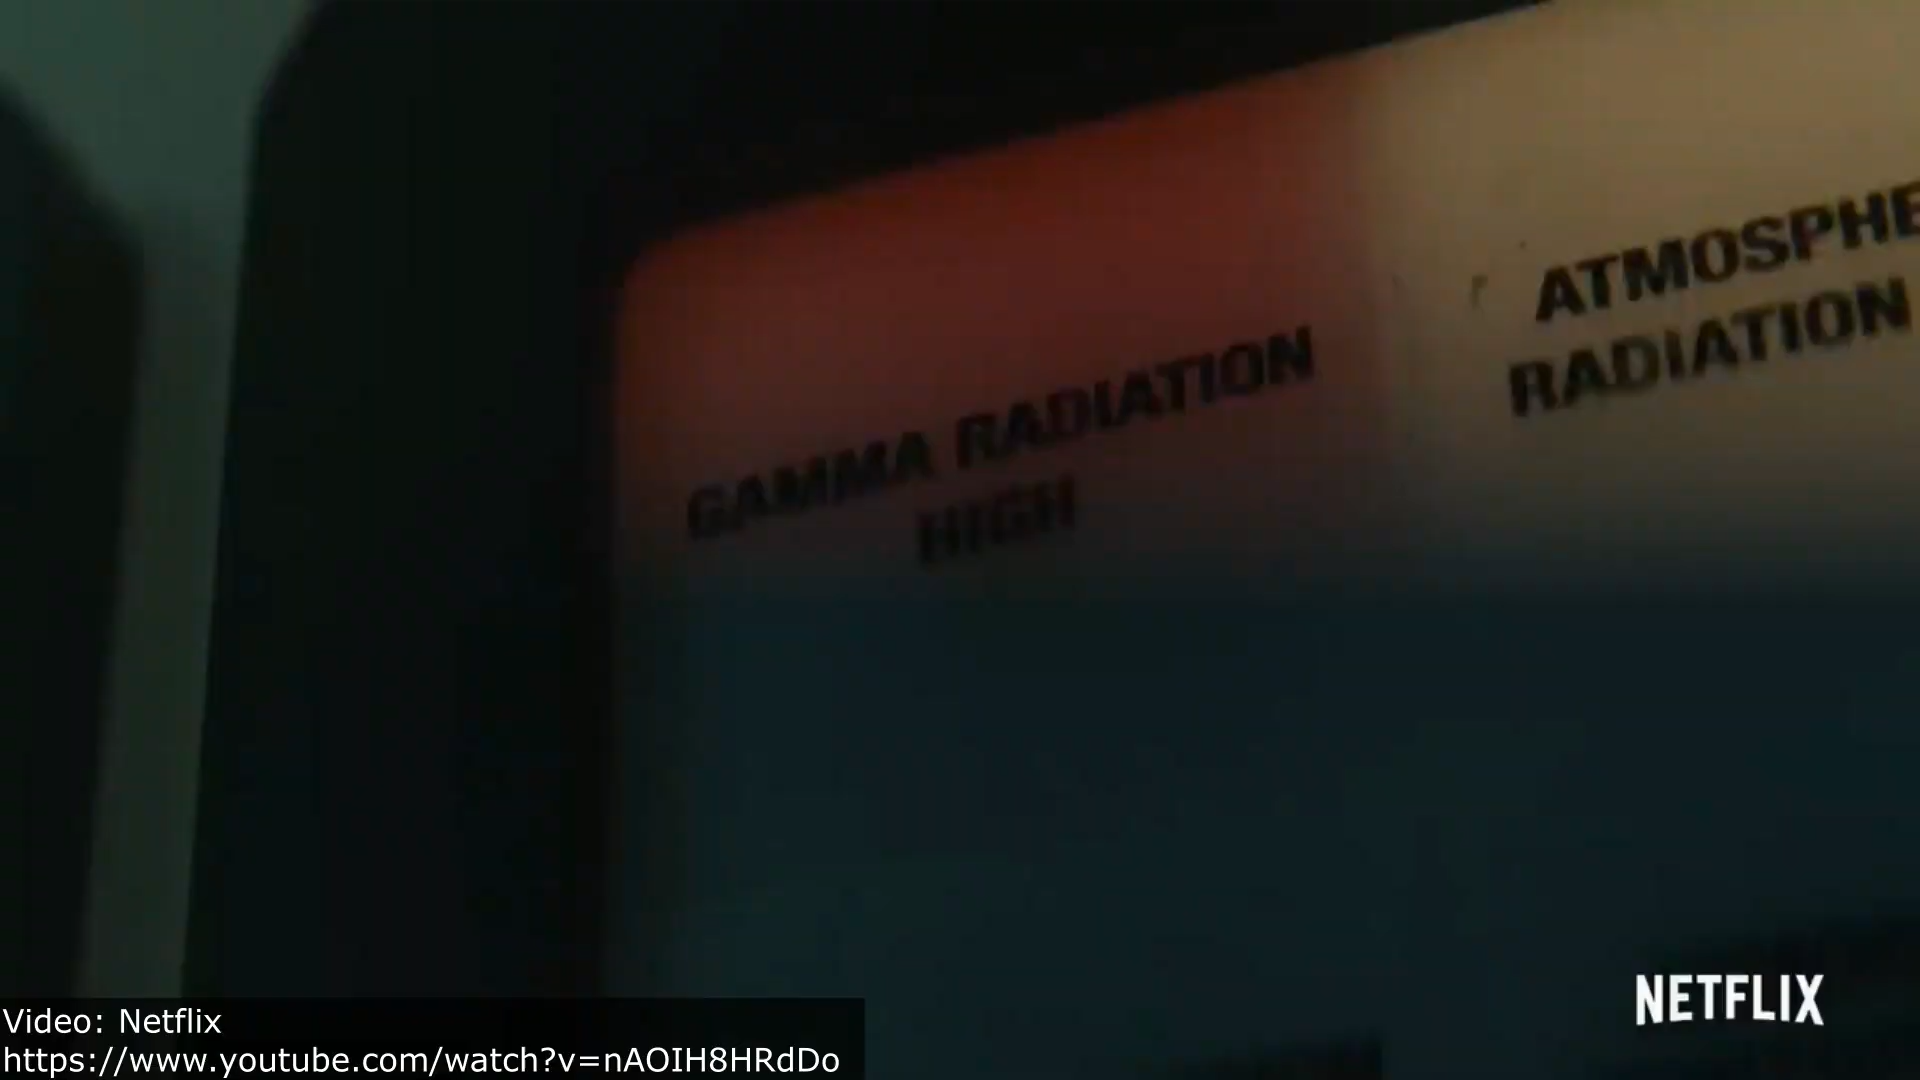 GAMMA RADIATION
HIGH
ATMOSPHE
RADIATION
NETFLIX
Video: Netflix
https://www.youtube.com/watch?v=nAOIH8HRdDo